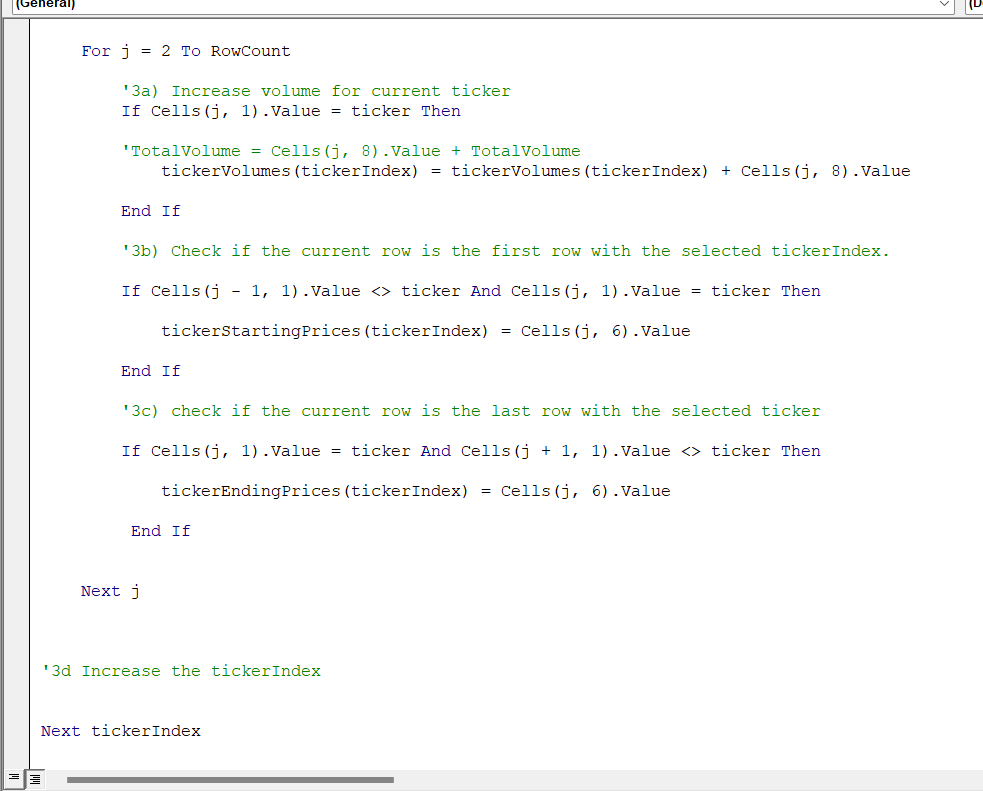 (General)
For j = 2 To RowCount
'3a) Increase volume for current ticker
If Cells(j, 1).Value = ticker Then
'TotalVolume = Cells(j, 8).Value + TotalVolume
tickerVolumes(tickerIndex) = tickerVolumes(tickerIndex) + Cells(j, 8).Value
End If
'3b) Check if the current row is the first row with the selected tickerIndex.
If Cells(j - 1, 1).Value <> ticker And Cells(j, 1).Value = ticker Then
tickerStartingPrices(tickerIndex) = Cells(j, 6).Value
End If
'3c) check if the current row is the last row with the selected ticker
If Cells(j, 1).Value = ticker And Cells(j + 1, 1).Value <> ticker Then
tickerEndingPrices(tickerIndex) = Cells(j, 6).Value
End If
Next j
'3d Increase the tickerIndex
Next tickerIndex